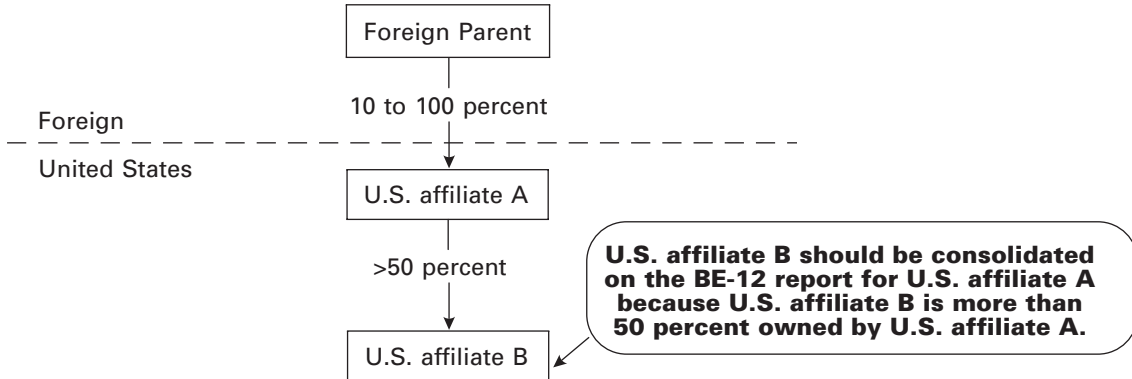 Foreign Parent
10 to 100 percent
Foreign
United States
U.S. affiliate A
>50 percent
U.S. affiliate B should be consolidated
on the BE-12 report for U.S. affiliate A
because U.S. affiliate B is more than
50 percent owned by U.S. affiliate A.
U.S. affiliate B